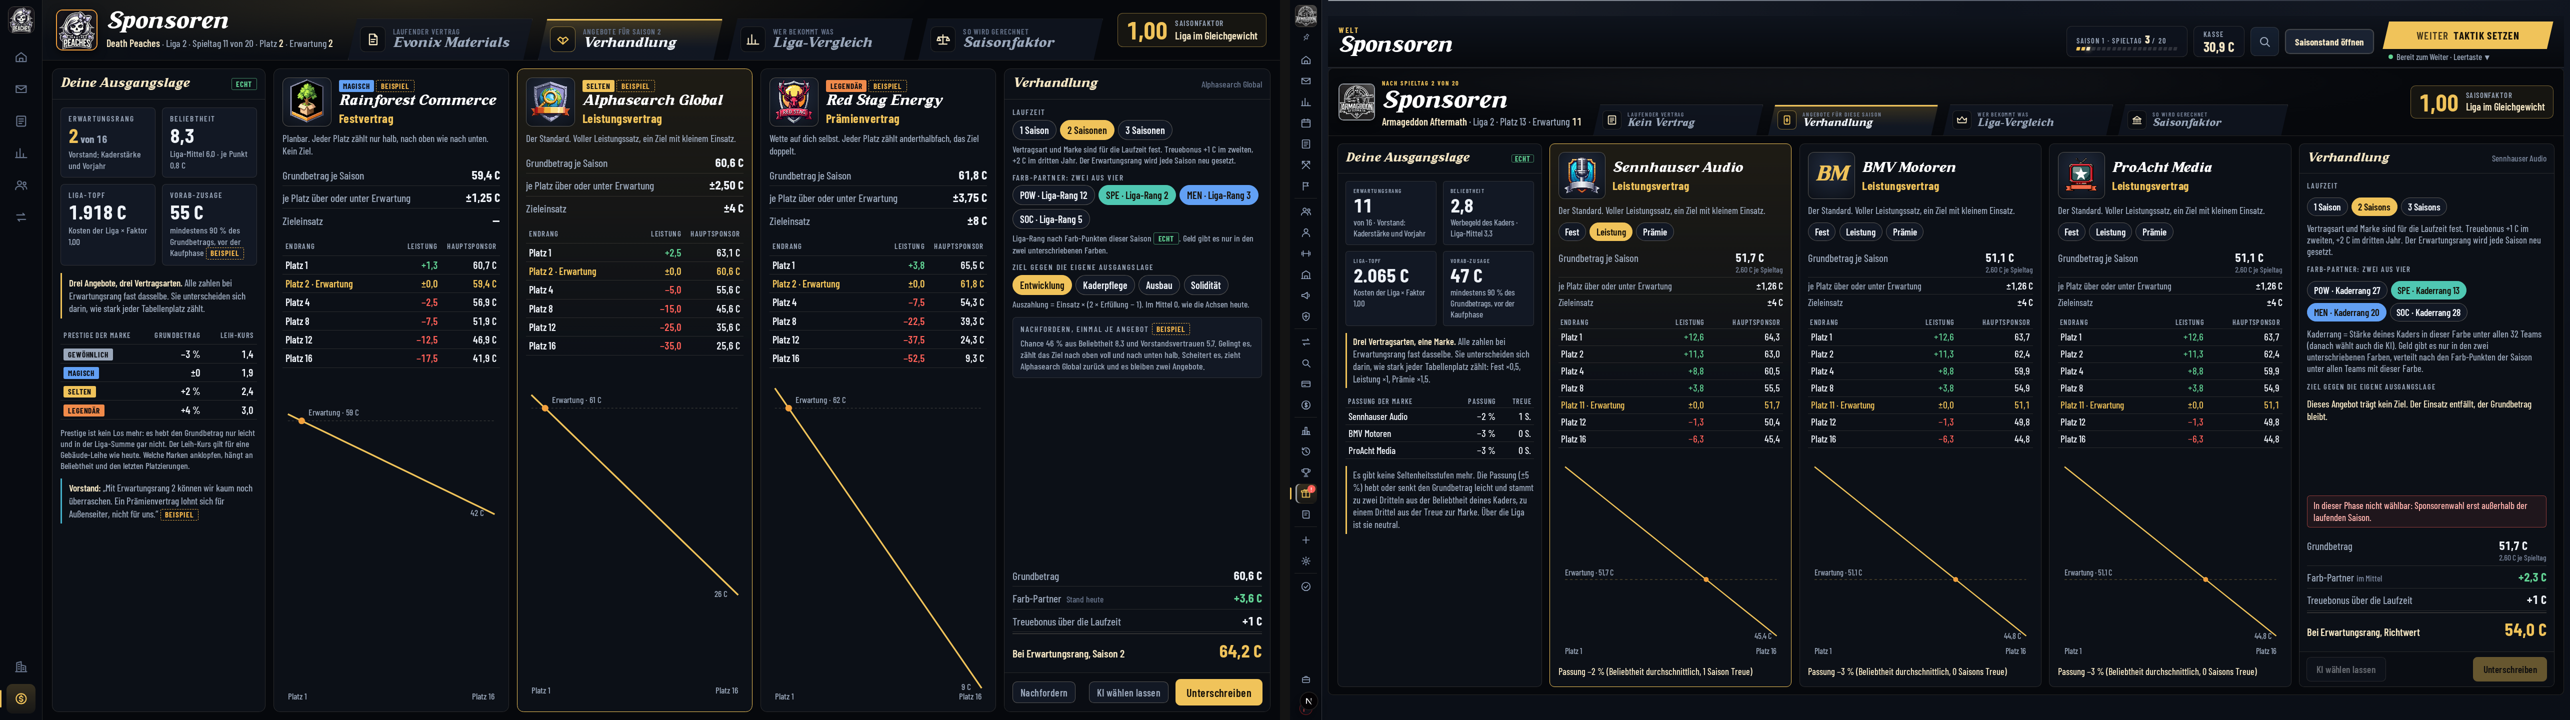 Sponsoren
Death Peaches · Liga 2 · Spieltag 11 von 20 · Platz 2 · Erwartung 2
LAUFENDER VERTRAG
Evonix Materials
ANGEBOTE FÜR SAISON 2
Verhandlung
WER BEKOMMT WAS
Liga-Vergleich
SO WIRD GERECHNET
Saisonfaktor
1,00
SAISONFAKTOR
Liga im Gleichgewicht
Deine Ausgangslage
ECHT
ERWARTUNGSRANG
2 von 16
Vorstand: Kaderstärke
und Vorjahr
BELIEBTHEIT
8,3
Liga-Mittel 6,0 · je Punkt
0,8 C
LIGA-TOPF
1.918 C
Kosten der Liga × Faktor
1,00
VORAB-ZUSAGE
55 C
mindestens 90 % des
Grundbetrags, vor der
Kaufphase BEISPIEL
Drei Angebote, drei Vertragsarten. Alle zahlen bei
Erwartungsrang fast dasselbe. Sie unterscheiden sich
darin, wie stark jeder Tabellenplatz zählt.
PRESTIGE DER MARKE GRUNDBETRAG LEIH-KURS
GEWÖHNLICH −3 % 1,4
MAGISCH ±0 1,9
SELTEN +2 % 2,4
LEGENDÄR +4 % 3,0
Prestige ist kein Los mehr: es hebt den Grundbetrag nur leicht
und in der Liga-Summe gar nicht. Der Leih-Kurs gilt für eine
Gebäude-Leihe wie heute. Welche Marken anklopfen, hängt an
Beliebtheit und den letzten Platzierungen.
Vorstand: „Mit Erwartungsrang 2 können wir kaum noch
überraschen. Ein Prämienvertrag lohnt sich für
Außenseiter, nicht für uns." BEISPIEL
MAGISCH BEISPIEL
Rainforest Commerce
Festvertrag
Planbar. Jeder Platz zählt nur halb, nach oben wie nach unten.
Kein Ziel.
Grundbetrag je Saison 59,4 C
je Platz über oder unter Erwartung ±1,25 C
Zieleinsatz –
ENDRANG LEISTUNG HAUPTSPONSOR
Platz 1 +1,3 60,7 C
Platz 2 · Erwartung ±0,0 59,4 C
Platz 4 −2,5 56,9 C
Platz 8 −7,5 51,9 C
Platz 12 −12,5 46,9 C
Platz 16 −17,5 41,9 C
Erwartung · 59 C
42 C
Platz 1 Platz 16
SELTEN BEISPIEL
Alphasearch Global
Leistungsvertrag
Der Standard. Voller Leistungssatz, ein Ziel mit kleinem Einsatz.
Grundbetrag je Saison 60,6 C
je Platz über oder unter Erwartung ±2,50 C
Zieleinsatz ±4 C
ENDRANG LEISTUNG HAUPTSPONSOR
Platz 1 +2,5 63,1 C
Platz 2 · Erwartung ±0,0 60,6 C
Platz 4 −5,0 55,6 C
Platz 8 −15,0 45,6 C
Platz 12 −25,0 35,6 C
Platz 16 −35,0 25,6 C
Erwartung · 61 C
26 C
Platz 1 Platz 16
LEGENDÄR BEISPIEL
Red Stag Energy
Prämienvertrag
Wette auf dich selbst. Jeder Platz zählt anderthalbfach, das Ziel
doppelt.
Grundbetrag je Saison 61,8 C
je Platz über oder unter Erwartung ±3,75 C
Zieleinsatz ±8 C
ENDRANG LEISTUNG HAUPTSPONSOR
Platz 1 +3,8 65,5 C
Platz 2 · Erwartung ±0,0 61,8 C
Platz 4 −7,5 54,3 C
Platz 8 −22,5 39,3 C
Platz 12 −37,5 24,3 C
Platz 16 −52,5 9,3 C
Erwartung · 62 C
9 C
Platz 1 Platz 16
Verhandlung Alphasearch Global
LAUFZEIT
1 Saison 2 Saisonen 3 Saisonen
Vertragsart und Marke sind für die Laufzeit fest. Treuebonus +1 C im zweiten,
+2 C im dritten Jahr. Der Erwartungsrang wird jede Saison neu gesetzt.
FARB-PARTNER: ZWEI AUS VIER
POW · Liga-Rang 12 SPE · Liga-Rang 2 MEN · Liga-Rang 3
SOC · Liga-Rang 5
Liga-Rang nach Farb-Punkten dieser Saison ECHT. Geld gibt es nur in den
zwei unterschriebenen Farben.
ZIEL GEGEN DIE EIGENE AUSGANGSLAGE
Entwicklung Kaderpflege Ausbau Solidität
Auszahlung = Einsatz × (2 × Erfüllung − 1). Im Mittel 0, wie die Achsen heute.
NACHFORDERN, EINMAL JE ANGEBOT BEISPIEL
Chance 46 % aus Beliebtheit 8,3 und Vorstandsvertrauen 5,7. Gelingt es,
zählt das Ziel nach oben voll und nach unten halb. Scheitert es, zieht
Alphasearch Global zurück und es bleiben zwei Angebote.
Grundbetrag 60,6 C
Farb-Partner Stand heute +3,6 C
Treuebonus über die Laufzeit +1 C
Bei Erwartungsrang, Saison 2 64,2 C
Nachfordern KI wählen lassen Unterschreiben
WELT
Sponsoren
SAISON 1 · SPIELTAG 3 / 20
KASSE
30,9 C
Saisonstand öffnen
WEITER TAKTIK SETZEN
Bereit zum Weiter · Leertaste ▾
NACH SPIELTAG 2 VON 20
Sponsoren
Armageddon Aftermath · Liga 2 · Platz 13 · Erwartung 11
LAUFENDER VERTRAG
Kein Vertrag
ANGEBOTE FÜR DIESE SAISON
Verhandlung
WER BEKOMMT WAS
Liga-Vergleich
SO WIRD GERECHNET
Saisonfaktor
1,00
SAISONFAKTOR
Liga im Gleichgewicht
Deine Ausgangslage
ECHT
ERWARTUNGSRANG
11
von 16 · Vorstand:
Kaderstärke und Vorjahr
BELIEBTHEIT
2,8
Werbegeld des Kaders ·
Liga-Mittel 3,3
LIGA-TOPF
2.065 C
Kosten der Liga × Faktor
1,00
VORAB-ZUSAGE
47 C
mindestens 90 % des
Grundbetrags, vor der
Kaufphase
Drei Vertragsarten, eine Marke. Alle zahlen bei
Erwartungsrang fast dasselbe. Sie unterscheiden sich
darin, wie stark jeder Tabellenplatz zählt: Fest ×0,5,
Leistung ×1, Prämie ×1,5.
PASSUNG DER MARKE PASSUNG TREUE
Sennhauser Audio −2 % 1 S.
BMV Motoren −3 % 0 S.
ProAcht Media −3 % 0 S.
Es gibt keine Seltenheitsstufen mehr. Die Passung (±5
%) hebt oder senkt den Grundbetrag leicht und stammt
zu zwei Dritteln aus der Beliebtheit deines Kaders, zu
einem Drittel aus der Treue zur Marke. Über die Liga
ist sie neutral.
Sennhauser Audio
Leistungsvertrag
Der Standard. Voller Leistungssatz, ein Ziel mit kleinem Einsatz.
Fest Leistung Prämie
Grundbetrag je Saison 51,7 C
2,60 C je Spieltag
je Platz über oder unter Erwartung ±1,26 C
Zieleinsatz ±4 C
ENDRANG LEISTUNG HAUPTSPONSOR
Platz 1 +12,6 64,3
Platz 2 +11,3 63,0
Platz 4 +8,8 60,5
Platz 8 +3,8 55,5
Platz 11 · Erwartung ±0,0 51,7
Platz 12 −1,3 50,4
Platz 16 −6,3 45,4
Erwartung · 51,7 C
45,4 C
Platz 1 Platz 16
Passung −2 % (Beliebtheit durchschnittlich, 1 Saison Treue)
BM
BMV Motoren
Leistungsvertrag
Der Standard. Voller Leistungssatz, ein Ziel mit kleinem Einsatz.
Fest Leistung Prämie
Grundbetrag je Saison 51,1 C
2,60 C je Spieltag
je Platz über oder unter Erwartung ±1,26 C
Zieleinsatz ±4 C
ENDRANG LEISTUNG HAUPTSPONSOR
Platz 1 +12,6 63,7
Platz 2 +11,3 62,4
Platz 4 +8,8 59,9
Platz 8 +3,8 54,9
Platz 11 · Erwartung ±0,0 51,1
Platz 12 −1,3 49,8
Platz 16 −6,3 44,8
Erwartung · 51,1 C
44,8 C
Platz 1 Platz 16
Passung −3 % (Beliebtheit durchschnittlich, 0 Saisons Treue)
ProAcht Media
Leistungsvertrag
Der Standard. Voller Leistungssatz, ein Ziel mit kleinem Einsatz.
Fest Leistung Prämie
Grundbetrag je Saison 51,1 C
2,60 C je Spieltag
je Platz über oder unter Erwartung ±1,26 C
Zieleinsatz ±4 C
ENDRANG LEISTUNG HAUPTSPONSOR
Platz 1 +12,6 63,7
Platz 2 +11,3 62,4
Platz 4 +8,8 59,9
Platz 8 +3,8 54,9
Platz 11 · Erwartung ±0,0 51,1
Platz 12 −1,3 49,8
Platz 16 −6,3 44,8
Erwartung · 51,1 C
44,8 C
Platz 1 Platz 16
Passung −3 % (Beliebtheit durchschnittlich, 0 Saisons Treue)
Verhandlung Sennhauser Audio
LAUFZEIT
1 Saison 2 Saisons 3 Saisons
Vertragsart und Marke sind für die Laufzeit fest. Treuebonus +1 C im
zweiten, +2 C im dritten Jahr. Der Erwartungsrang wird jede Saison neu
gesetzt.
FARB-PARTNER: ZWEI AUS VIER
POW · Kaderrang 27 SPE · Kaderrang 13
MEN · Kaderrang 20 SOC · Kaderrang 28
Kaderrang = Stärke deines Kaders in dieser Farbe unter allen 32 Teams
(danach wählt auch die KI). Geld gibt es nur in den zwei
unterschriebenen Farben, verteilt nach den Farb-Punkten der Saison
unter allen Teams mit dieser Farbe.
ZIEL GEGEN DIE EIGENE AUSGANGSLAGE
Dieses Angebot trägt kein Ziel. Der Einsatz entfällt, der Grundbetrag
bleibt.
In dieser Phase nicht wählbar: Sponsorenwahl erst außerhalb der
laufenden Saison.
Grundbetrag 51,7 C
2,60 C je Spieltag
Farb-Partner im Mittel +2,3 C
Treuebonus über die Laufzeit +1 C
Bei Erwartungsrang, Richtwert 54,0 C
KI wählen lassen Unterschreiben